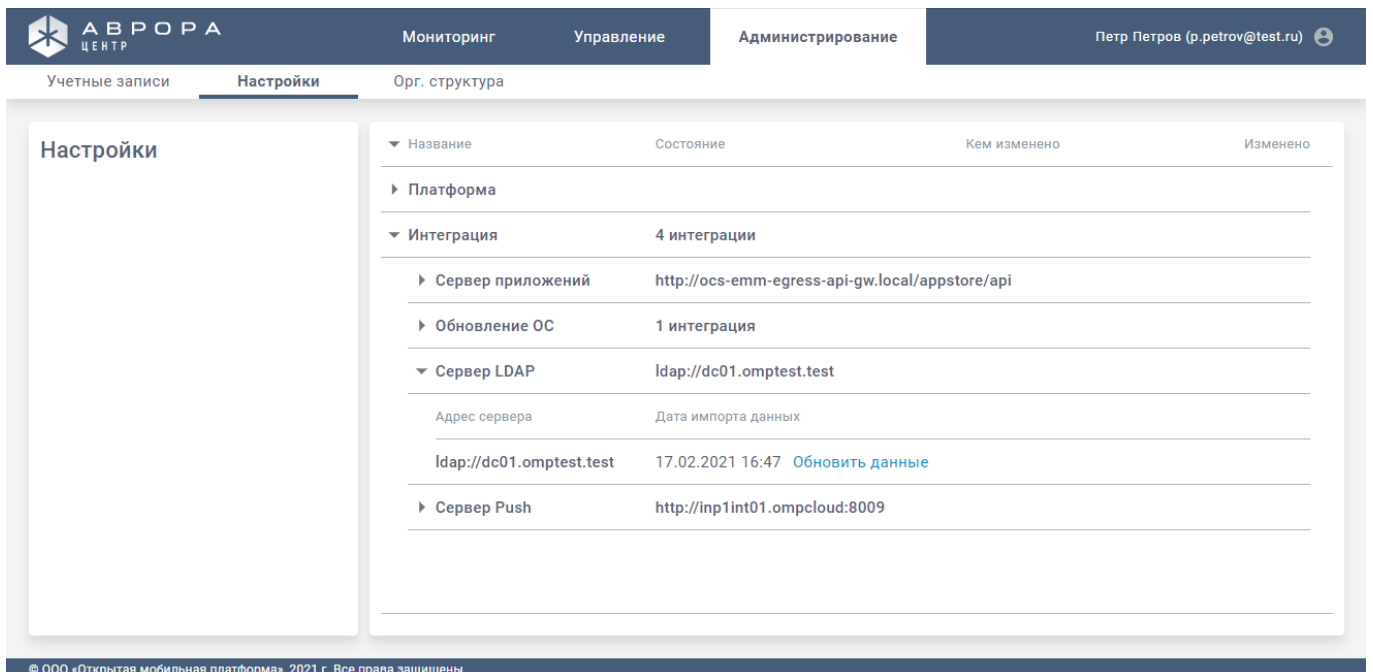 АВРОРА
ЦЕНТР
Мониторинг Управление Администрирование Петр Петров (p.petrov@test.ru)
Учетные записи Настройки Орг. структура
Настройки
Название Состояние Кем изменено Изменено
Платформа
Интеграция 4 интеграции
Сервер приложений http://ocs-emm-egress-api-gw.local/appstore/api
Обновление ОС 1 интеграция
Сервер LDAP ldap://dc01.omptest.test
Адрес сервера Дата импорта данных
ldap://dc01.omptest.test 17.02.2021 16:47 Обновить данные
Сервер Push http://inp1int01.ompcloud:8009
© ООО «Открытая мобильная платформа», 2021 г. Все права защищены